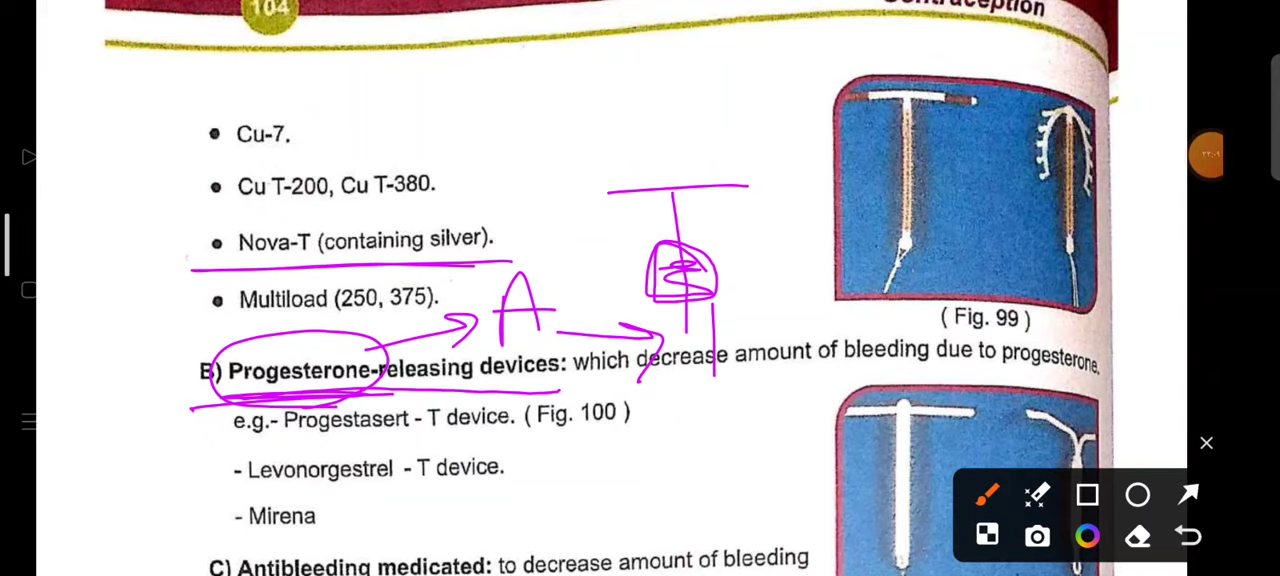 104
Contraception
• Cu-7.
• Cu T-200, Cu T-380.
• Nova-T (containing silver).
• Multiload (250, 375).
A
( Fig. 99 )
B) Progesterone-releasing devices: which decrease amount of bleeding due to progesterone.
e.g.- Progestasert - T device. ( Fig. 100 )
- Levonorgestrel - T device.
- Mirena
C) Antibleeding medicated: to decrease amount of bleeding
٢٢:٠٩